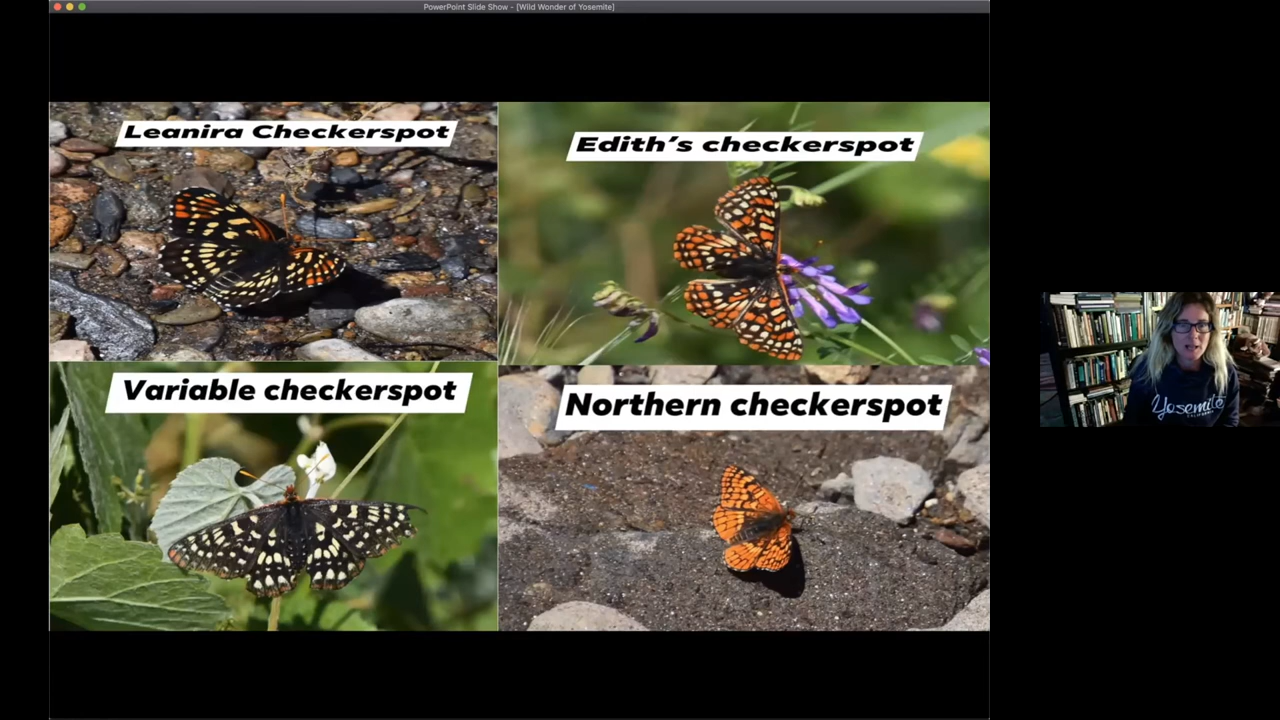 PowerPoint Slide Show - [Wild Wonder of Yosemite]
Leanira Checkerspot
Edith's checkerspot
Variable checkerspot
Northern checkerspot
Yosemite